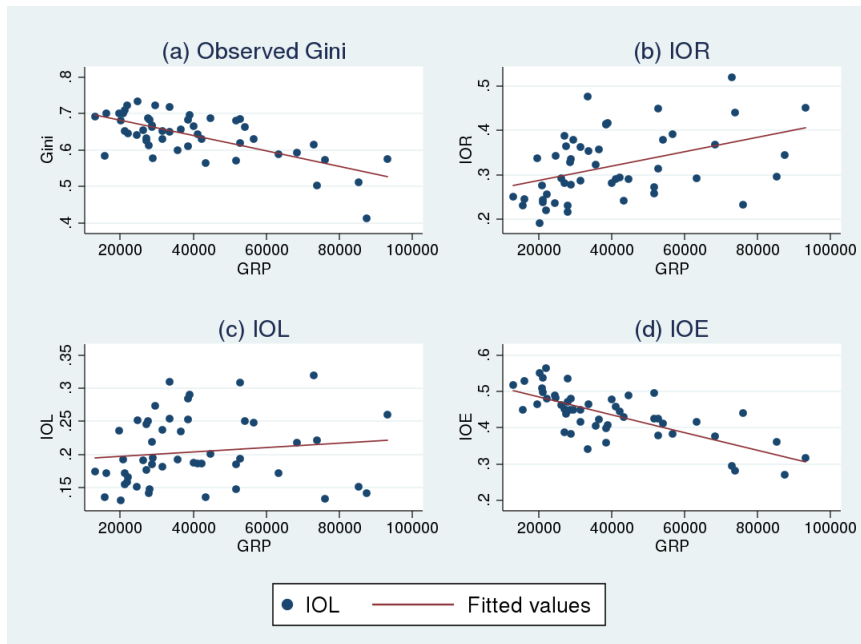 (a) Observed Gini
.8
.7
.6
.5
.4
Gini
20000 40000 60000 80000 100000
GRP
(b) IOR
.5
.4
.3
.2
IOR
20000 40000 60000 80000 100000
GRP
(c) IOL
.35
.3
.25
.2
.15
IOL
20000 40000 60000 80000 100000
GRP
(d) IOE
.6
.5
.4
.3
.2
IOE
20000 40000 60000 80000 100000
GRP
IOL Fitted values